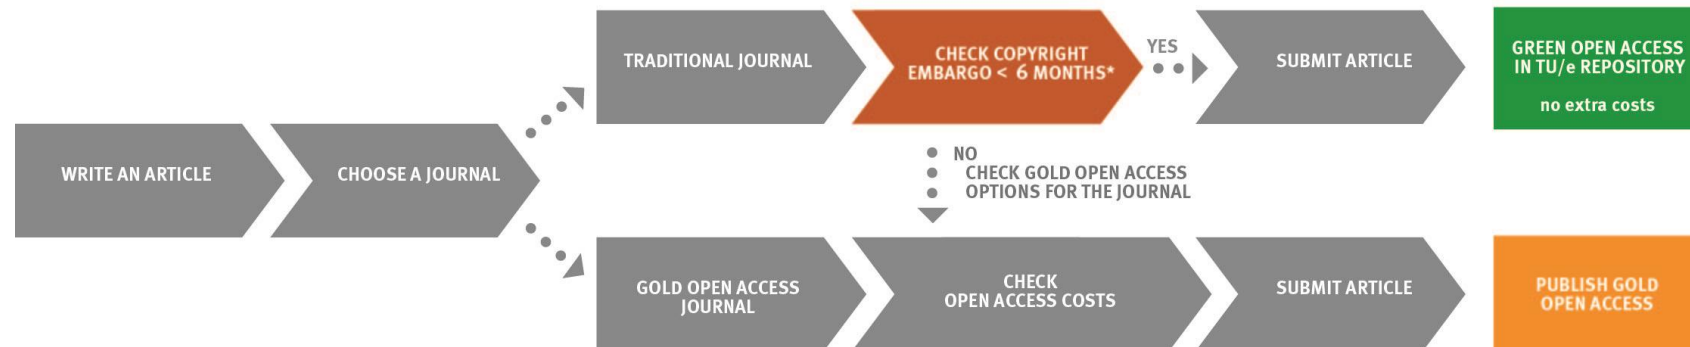 WRITE AN ARTICLE
CHOOSE A JOURNAL
TRADITIONAL JOURNAL
CHECK COPYRIGHT
EMBARGO < 6 MONTHS*
YES
SUBMIT ARTICLE
GREEN OPEN ACCESS
IN TU/e REPOSITORY
no extra costs
NO
CHECK GOLD OPEN ACCESS
OPTIONS FOR THE JOURNAL
GOLD OPEN ACCESS
JOURNAL
CHECK
OPEN ACCESS COSTS
SUBMIT ARTICLE
PUBLISH GOLD
OPEN ACCESS